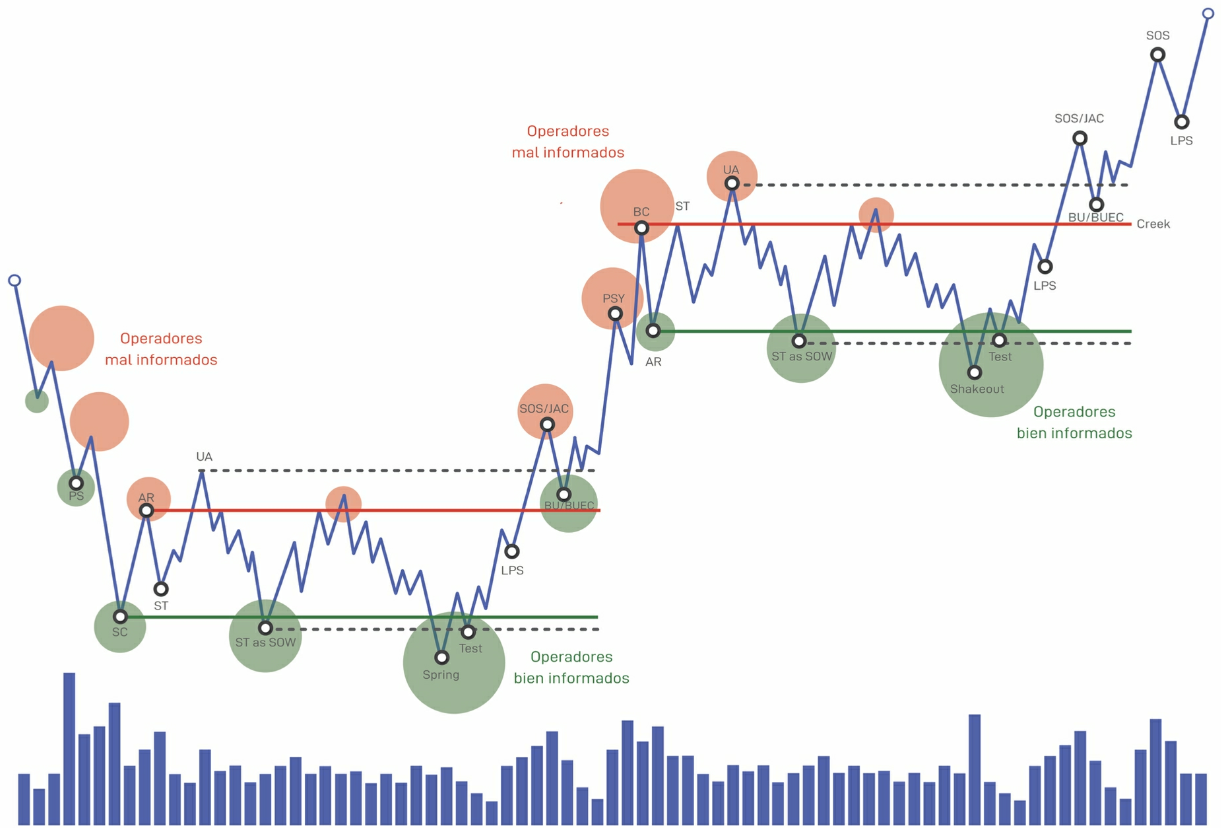 SOS
SOS/JAC
LPS
Operadores
mal informados
UA
BC
ST
BU/BUEC
Creek
LPS
PSY
AR
ST as SOW
Test
Shakeout
Operadores
bien informados
Operadores
mal informados
SOS/JAC
UA
PS
AR
BU/BUEC
LPS
ST
SC
ST as SOW
Test
Spring
Operadores
bien informados